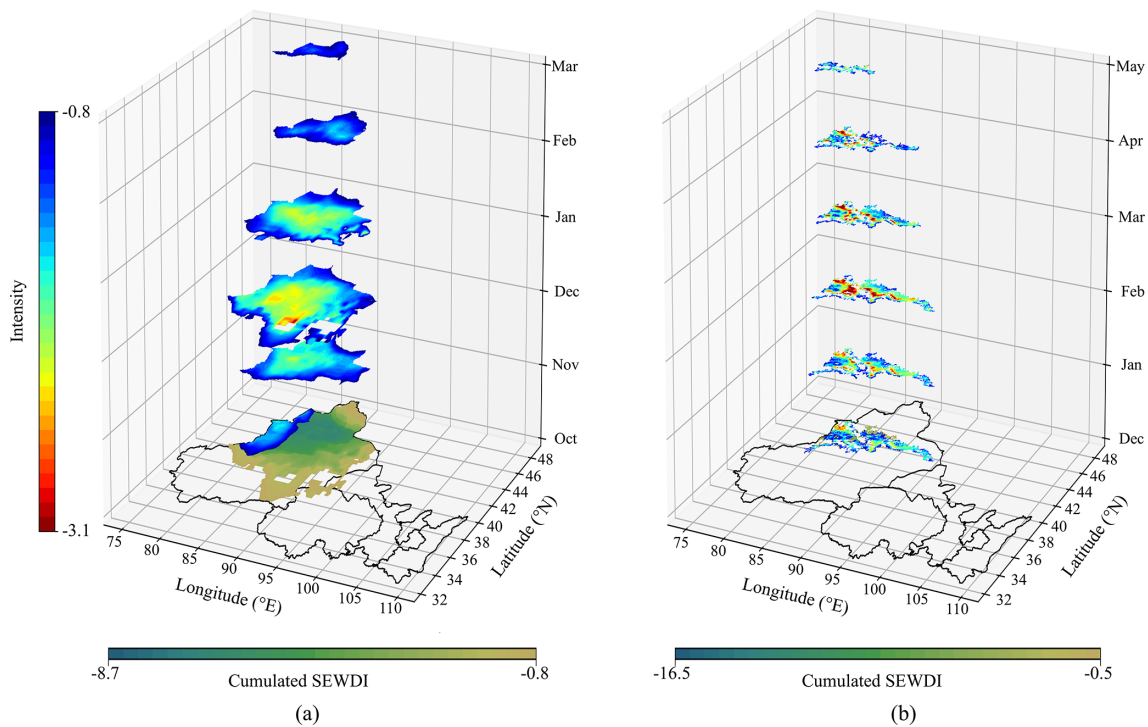 Mar
Feb
Jan
Dec
Nov
Oct
-0.8
Intensity
-3.1
75
80
85
90
95
100
105
110
Longitude (°E)
32
34
36
38
40
42
44
46
48
Latitude (°N)
-8.7
-0.8
Cumulated SEWDI
(a)
May
Apr
Mar
Feb
Jan
Dec
75
80
85
90
95
100
105
110
Longitude (°E)
32
34
36
38
40
42
44
46
48
Latitude (°N)
-16.5
-0.5
Cumulated SEWDI
(b)